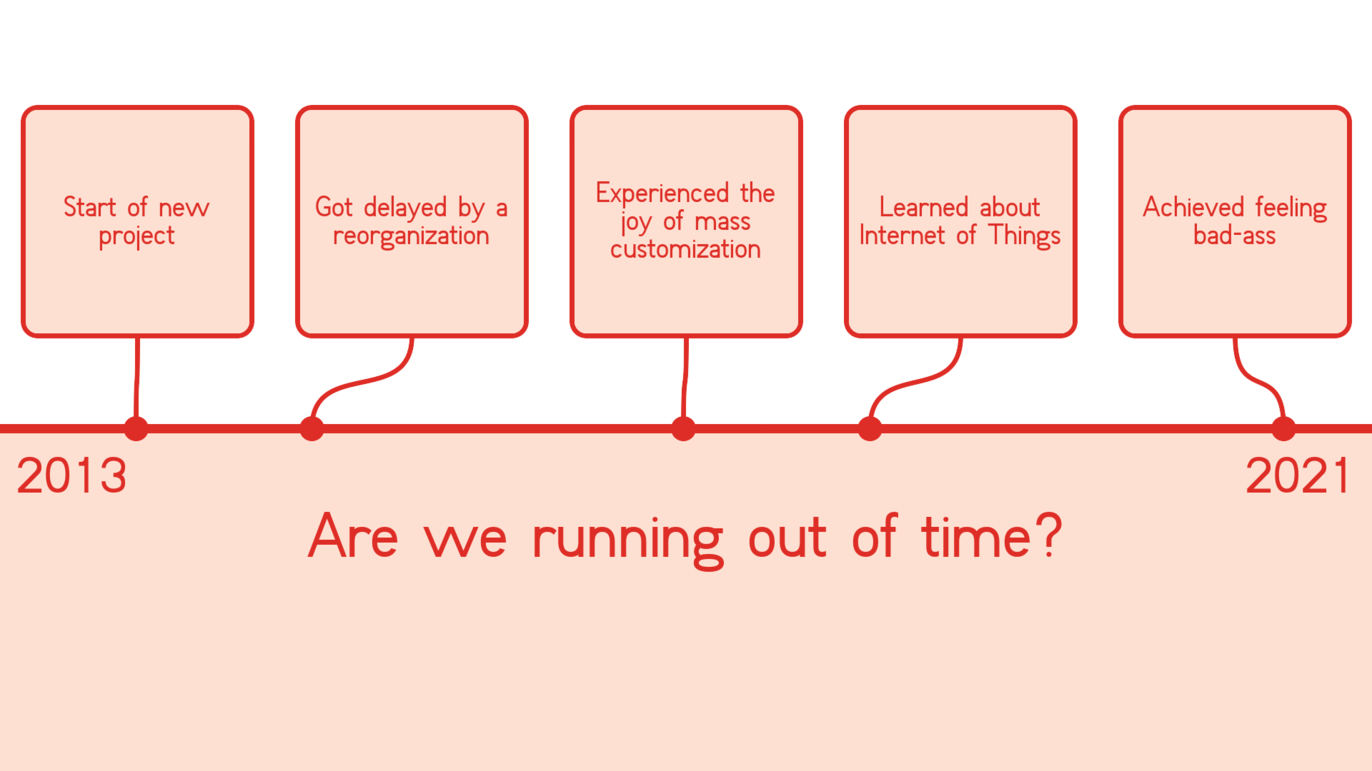 Start of new
project
Got delayed by a
reorganization
Experienced the
joy of mass
customization
Learned about
Internet of Things
Achieved feeling
bad-ass
2013
2021
Are we running out of time?